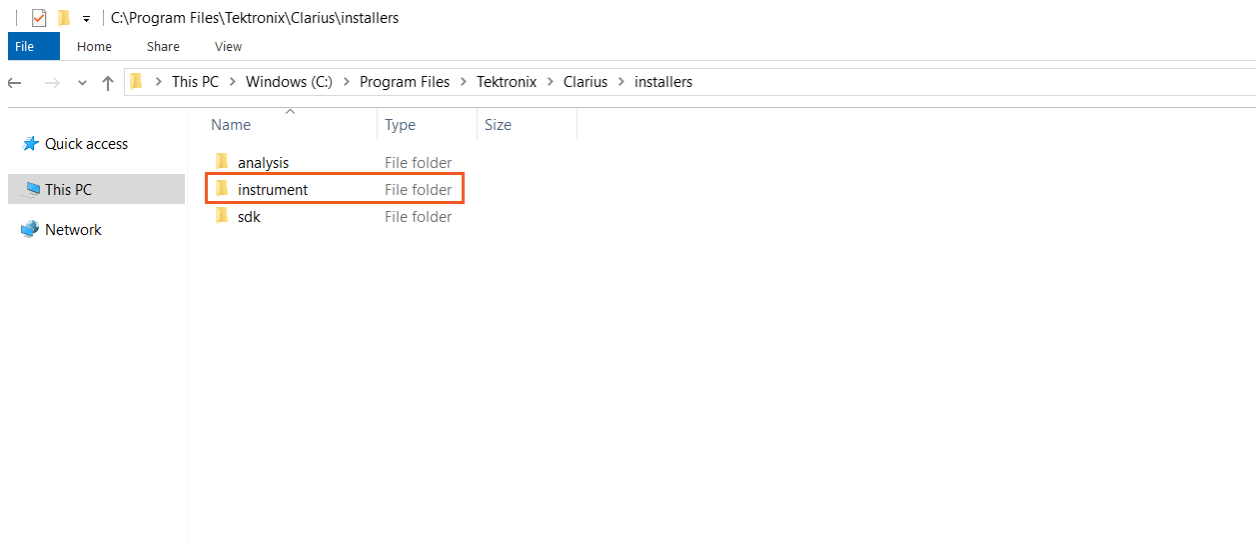 C:\Program Files\Tektronix\Clarius\installers
File Home Share View
This PC Windows (C:) Program Files Tektronix Clarius installers
Name Type Size
Quick access
analysis File folder
This PC
instrument File folder
sdk File folder
Network